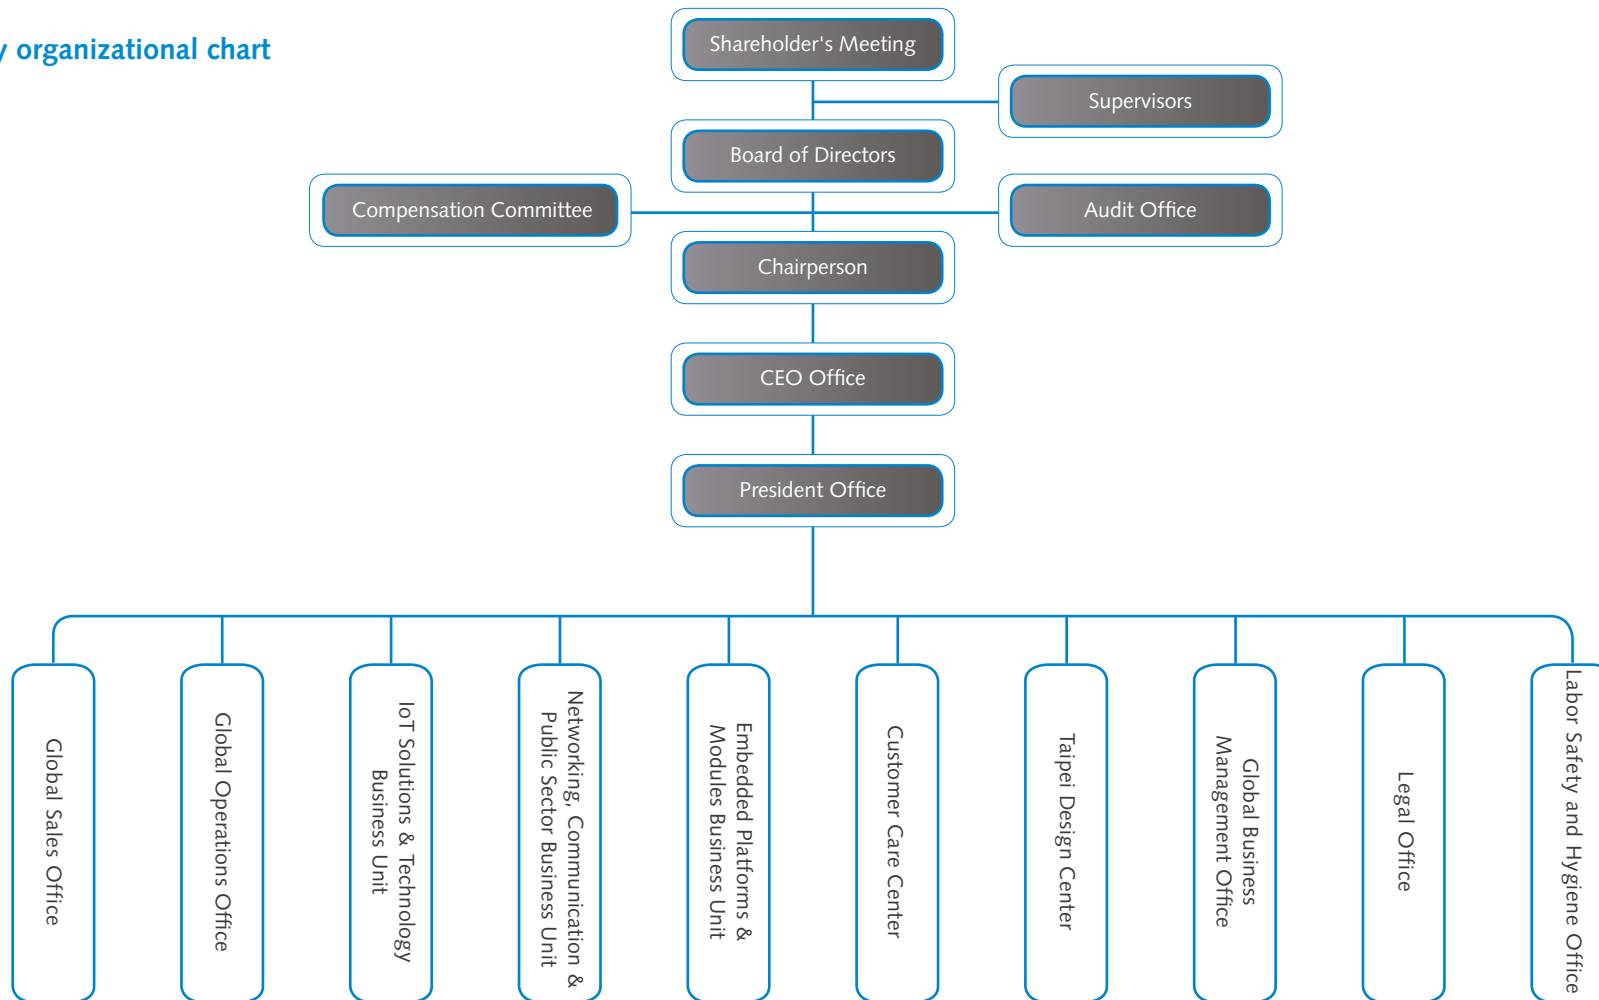 y organizational chart
Shareholder's Meeting
Supervisors
Board of Directors
Compensation Committee
Audit Office
Chairperson
CEO Office
President Office
Global Sales Office
Global Operations Office
IoT Solutions & Technology
Business Unit
Networking, Communication &
Public Sector Business Unit
Embedded Platforms &
Modules Business Unit
Customer Care Center
Taipei Design Center
Global Business
Management Office
Legal Office
Labor Safety and Hygiene Office